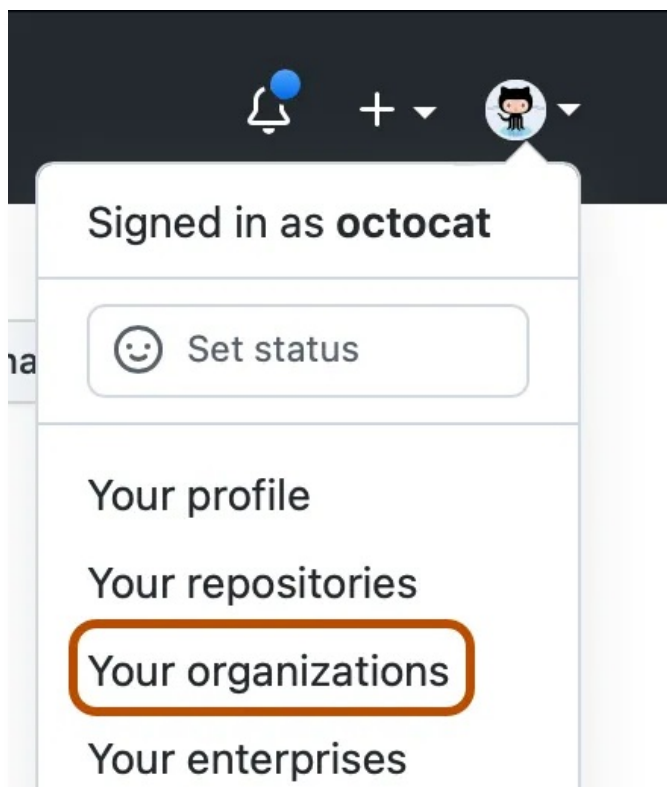 Signed in as octocat
Set status
Your profile
Your repositories
Your organizations
Your enterprises